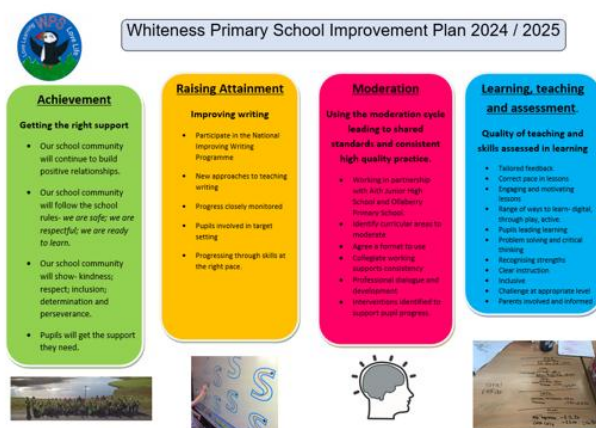 WPS
Love Learning
Love Life
Whiteness Primary School Improvement Plan 2024 / 2025
Achievement
Getting the right support
• Our school community
will continue to build
positive relationships.
• Our school community
will follow the school
rules- we are safe; we are
respectful; we are ready
to learn.
• Our school community
will show- kindness;
respect; inclusion;
determination and
perseverance.
• Pupils will get the support
they need.
Raising Attainment
Improving writing
• Participate in the National
Improving Writing
Programme
• New approaches to teaching
writing
• Progress closely monitored
• Pupils involved in target
setting
• Progressing through skills at
the right pace.
Moderation
Using the moderation cycle
leading to shared
standards and consistent
high quality practice.
• Working in partnership
with Aith Junior High
School and Olleberry
Primary School.
• Identify curricular areas to
moderate
• Agree a format to use
• Collegiate working
supports consistency
• Professional dialogue and
development.
• Interventions identified to
support pupil progress.
Learning, teaching
and assessment.
Quality of teaching and
skills assessed in learning
• Tailored feedback
• Correct pace in lessons
• Engaging and motivating
lessons
• Range of ways to learn- digital,
through play, active.
• Pupils leading learning
• Problem solving and critical
thinking
• Recognising strengths
• Clear instruction
• Inclusive
• Challenge at appropriate level
• Parents involved and informed
S S
S S